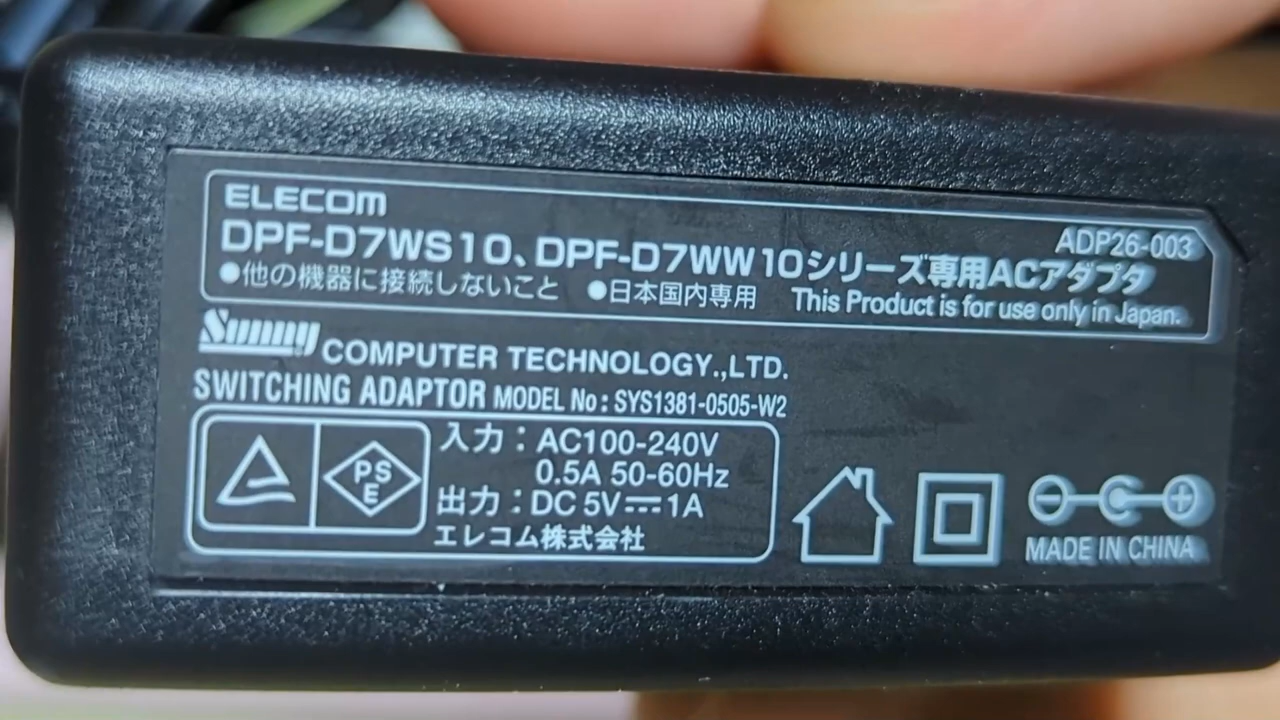 ELECOM
ADP26-003
DPF-D7WS10、DPF-D7WW10シリーズ専用ACアダプタ
●他の機器に接続しないこと ●日本国内専用 This Product is for use only in Japan.
Sunny COMPUTER TECHNOLOGY.,LTD.
SWITCHING ADAPTOR MODEL No: SYS1381-0505-W2
PSE
入力：AC100-240V
0.5A 50-60Hz
出力：DC 5V⎓1A
エレコム株式会社
MADE IN CHINA